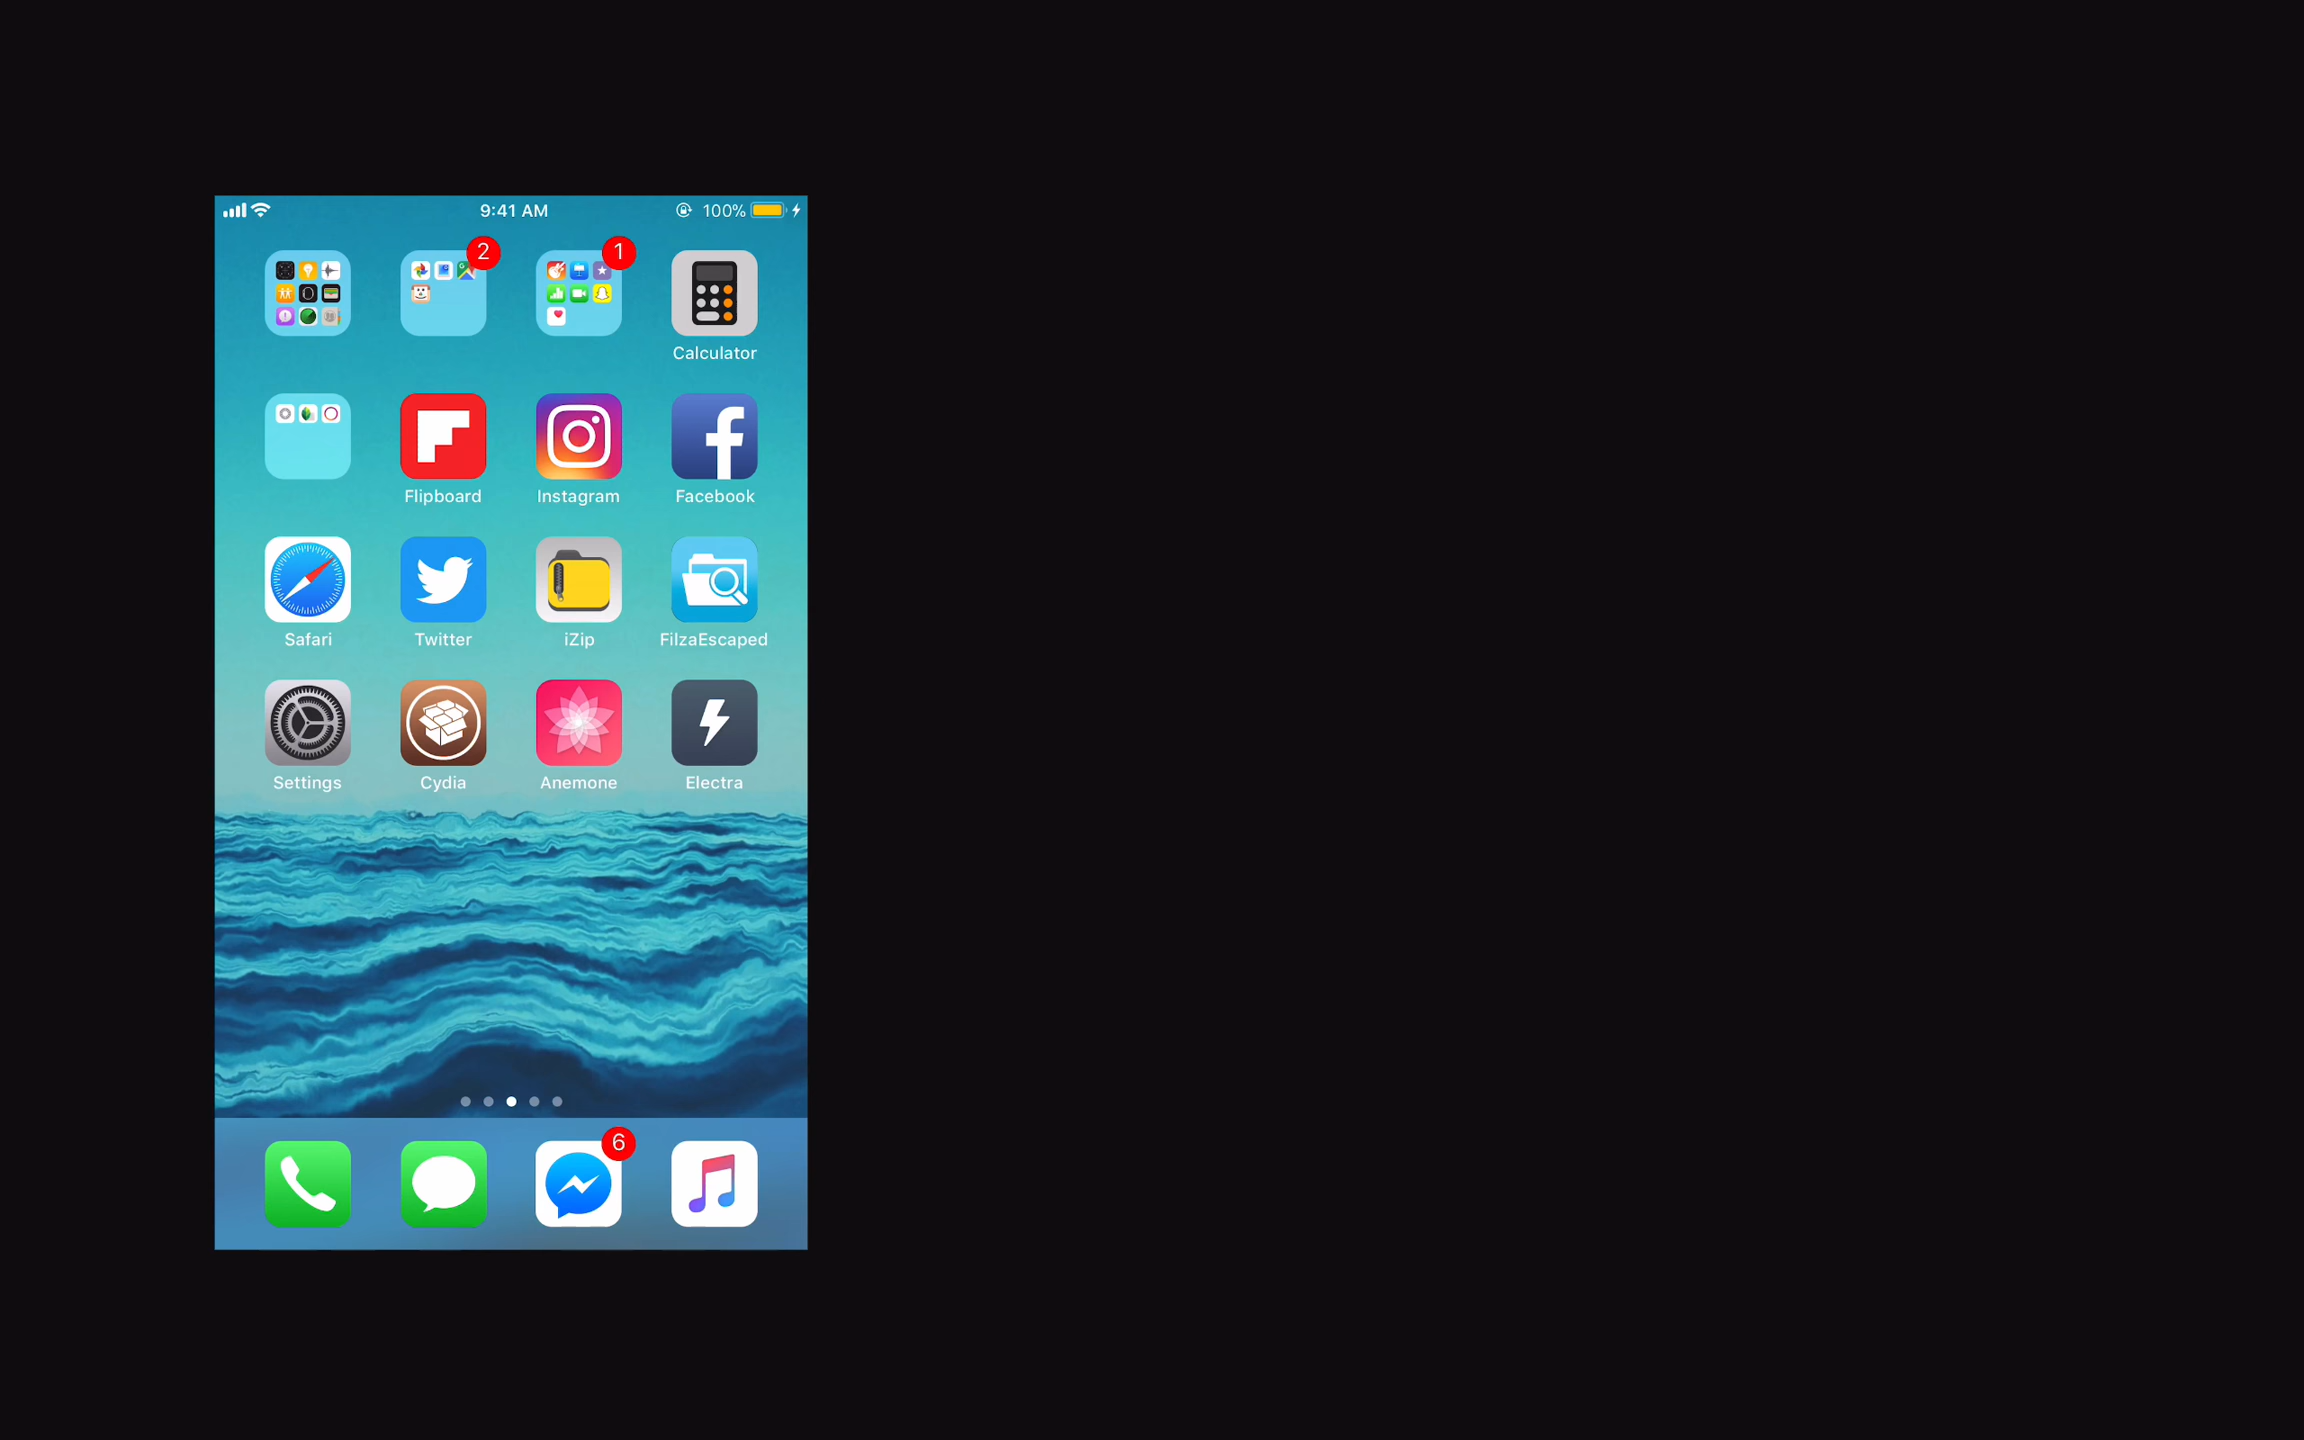 9:41 AM 100%
2 1
Calculator
Flipboard Instagram Facebook
Safari Twitter iZip FilzaEscaped
Settings Cydia Anemone Electra
6